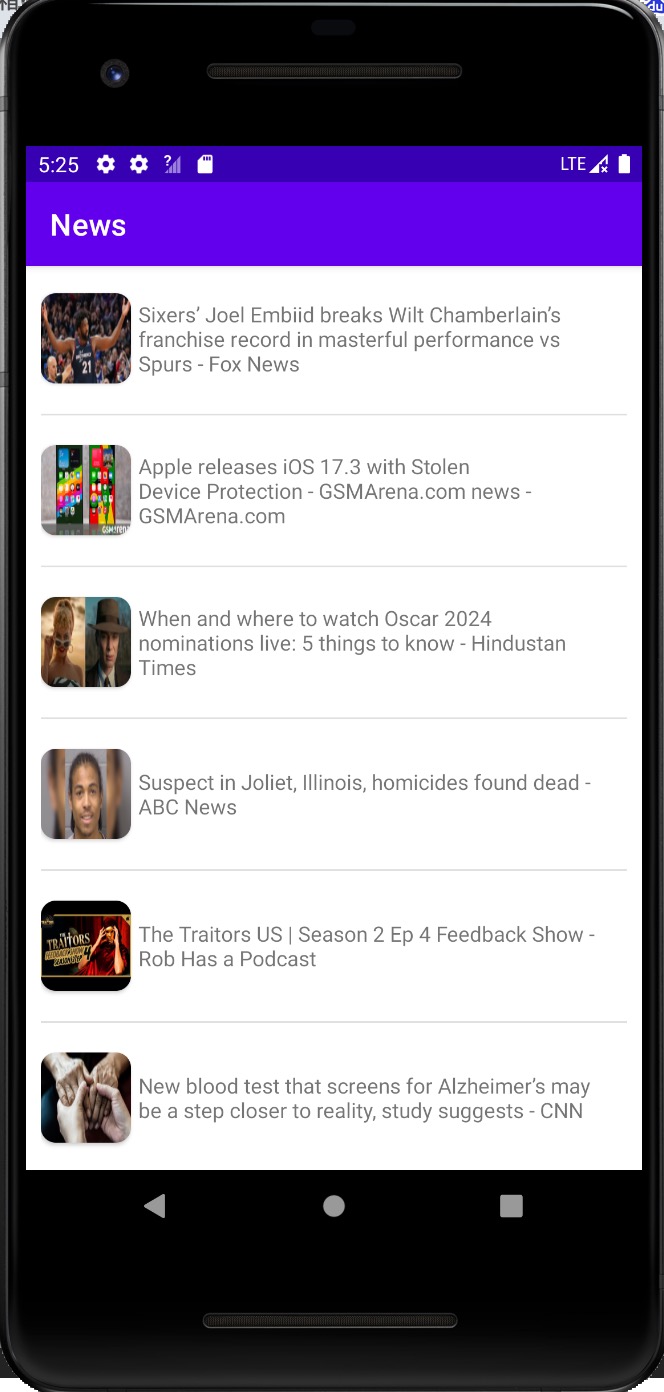 5:25
LTE
News
Sixers’ Joel Embiid breaks Wilt Chamberlain’s
franchise record in masterful performance vs
Spurs - Fox News
21
Apple releases iOS 17.3 with Stolen
Device Protection - GSMArena.com news -
GSMArena.com
GSMArena
When and where to watch Oscar 2024
nominations live: 5 things to know - Hindustan
Times
Suspect in Joliet, Illinois, homicides found dead -
ABC News
The Traitors US | Season 2 Ep 4 Feedback Show -
Rob Has a Podcast
TRAITORS
New blood test that screens for Alzheimer’s may
be a step closer to reality, study suggests - CNN